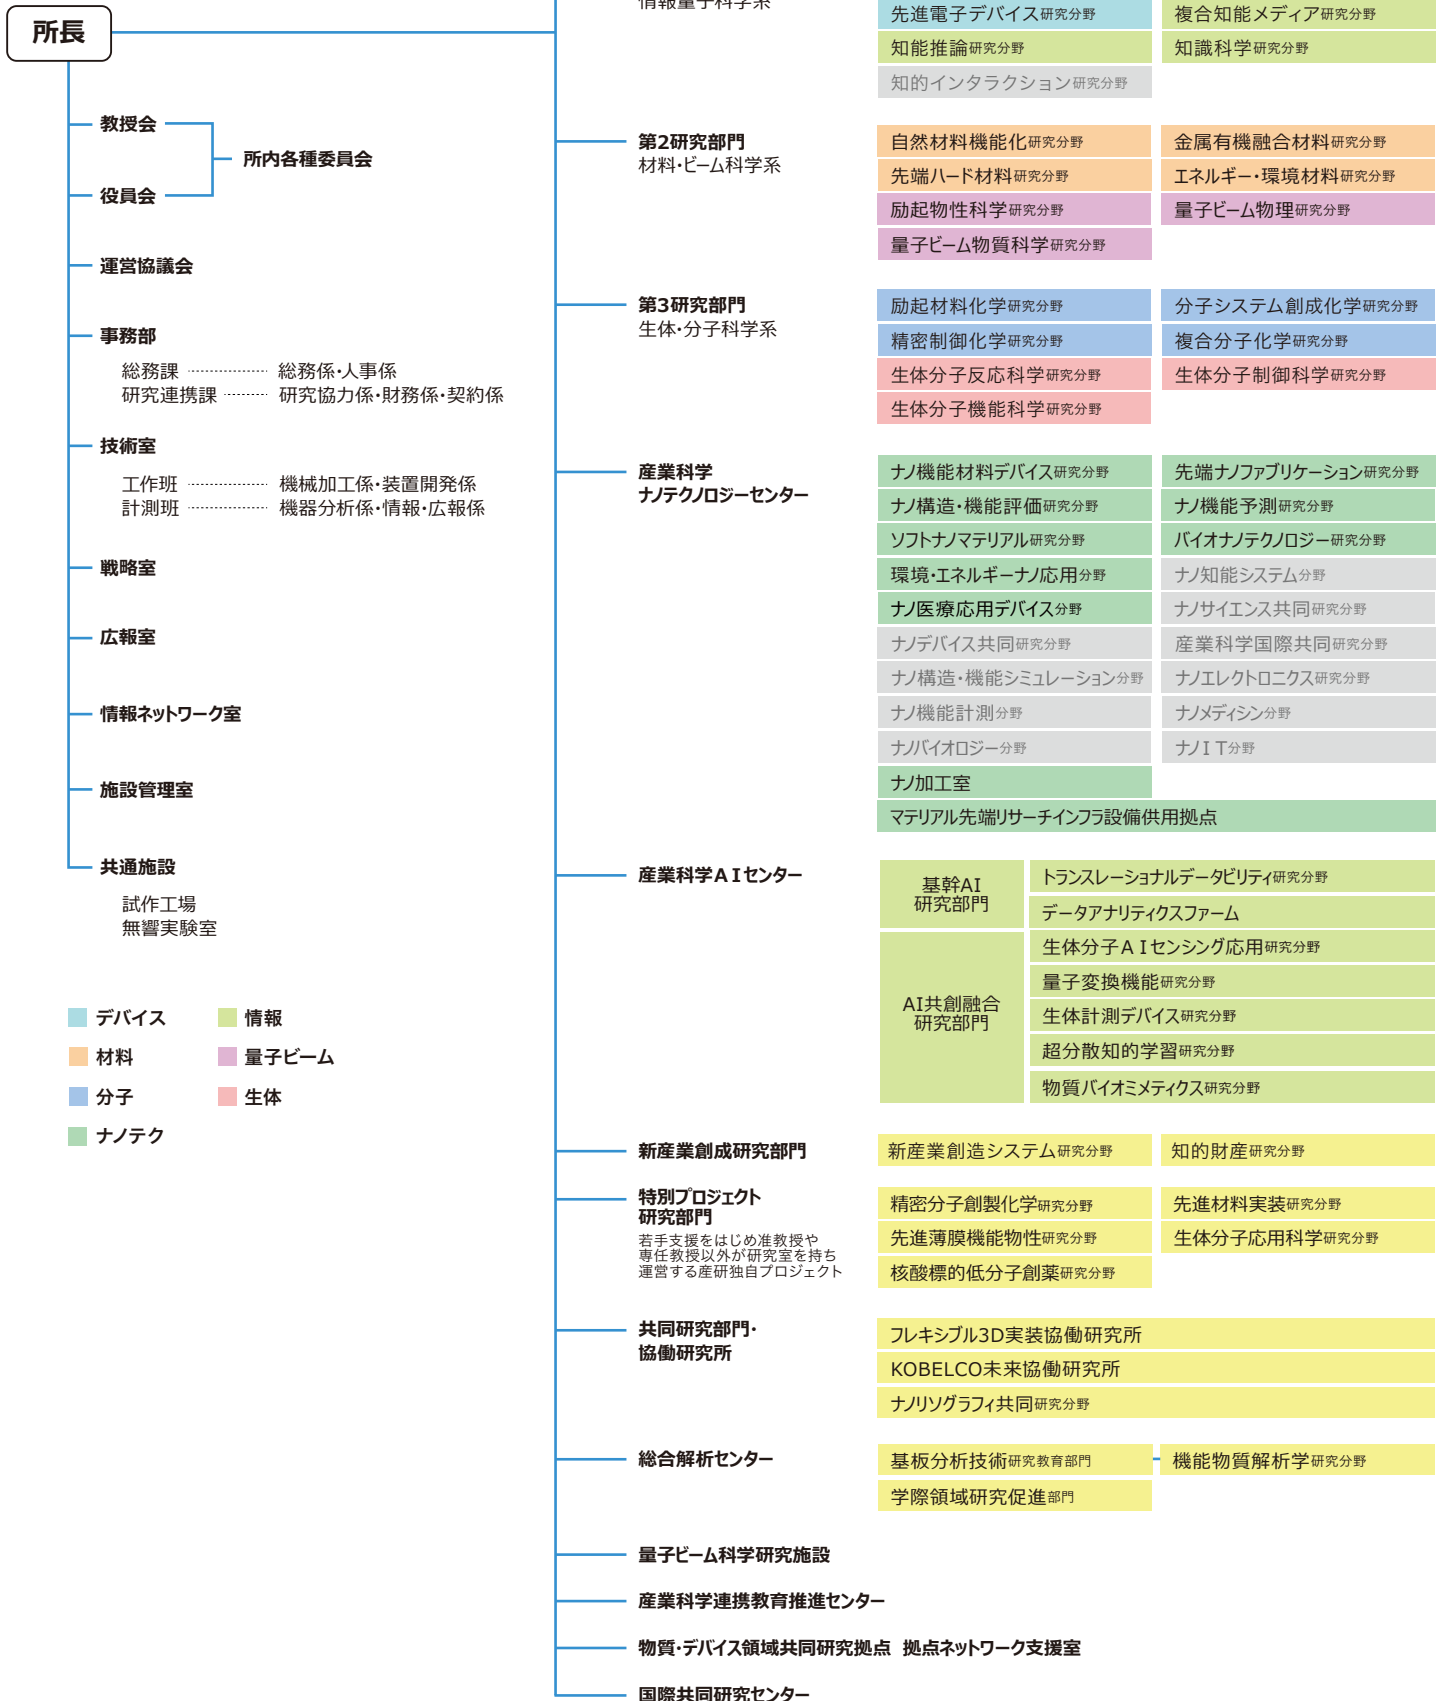 所長
教授会
役員会
所内各種委員会
運営協議会
事務部
総務課 総務係・人事係
研究連携課 研究協力係・財務係・契約係
技術室
工作班 機械加工係・装置開発係
計測班 機器分析係・情報・広報係
戦略室
広報室
情報ネットワーク室
施設管理室
共通施設
試作工場
無響実験室
デバイス 情報
材料 量子ビーム
分子 生体
ナノテク
情報量子科学系
先進電子デバイス研究分野 複合知能メディア研究分野
知能推論研究分野 知識科学研究分野
知的インタラクション研究分野
第2研究部門
材料・ビーム科学系
自然材料機能化研究分野 金属有機融合材料研究分野
先端ハード材料研究分野 エネルギー・環境材料研究分野
励起物性科学研究分野 量子ビーム物理研究分野
量子ビーム物質科学研究分野
第3研究部門
生体・分子科学系
励起材料化学研究分野 分子システム創成化学研究分野
精密制御化学研究分野 複合分子化学研究分野
生体分子反応科学研究分野 生体分子制御科学研究分野
生体分子機能科学研究分野
産業科学
ナノテクノロジーセンター
ナノ機能材料デバイス研究分野 先端ナノファブリケーション研究分野
ナノ構造・機能評価研究分野 ナノ機能予測研究分野
ソフトナノマテリアル研究分野 バイオナノテクノロジー研究分野
環境・エネルギーナノ応用分野 ナノ知能システム分野
ナノ医療応用デバイス分野 ナノサイエンス共同研究分野
ナノデバイス共同研究分野 産業科学国際共同研究分野
ナノ構造・機能シミュレーション分野 ナノエレクトロニクス研究分野
ナノ機能計測分野 ナノメディシン分野
ナノバイオロジー分野 ナノIT分野
ナノ加工室
マテリアル先端リサーチインフラ設備供用拠点
産業科学AIセンター
基幹AI
研究部門
トランスレーショナルデータビリティ研究分野
データアナリティクスファーム
AI共創融合
研究部門
生体分子AIセンシング応用研究分野
量子変換機能研究分野
生体計測デバイス研究分野
超分散知的学習研究分野
物質バイオミメティクス研究分野
新産業創成研究部門
新産業創造システム研究分野 知的財産研究分野
特別プロジェクト
研究部門
若手支援をはじめ准教授や
専任教授以外が研究室を持ち
運営する産研独自プロジェクト
精密分子創製化学研究分野 先進材料実装研究分野
先進薄膜機能物性研究分野 生体分子応用科学研究分野
核酸標的低分子創薬研究分野
共同研究部門・
協働研究所
フレキシブル3D実装協働研究所
KOBELCO未来協働研究所
ナノリソグラフィ共同研究分野
総合解析センター
基板分析技術研究教育部門 機能物質解析学研究分野
学際領域研究促進部門
量子ビーム科学研究施設
産業科学連携教育推進センター
物質・デバイス領域共同研究拠点 拠点ネットワーク支援室
国際共同研究センター